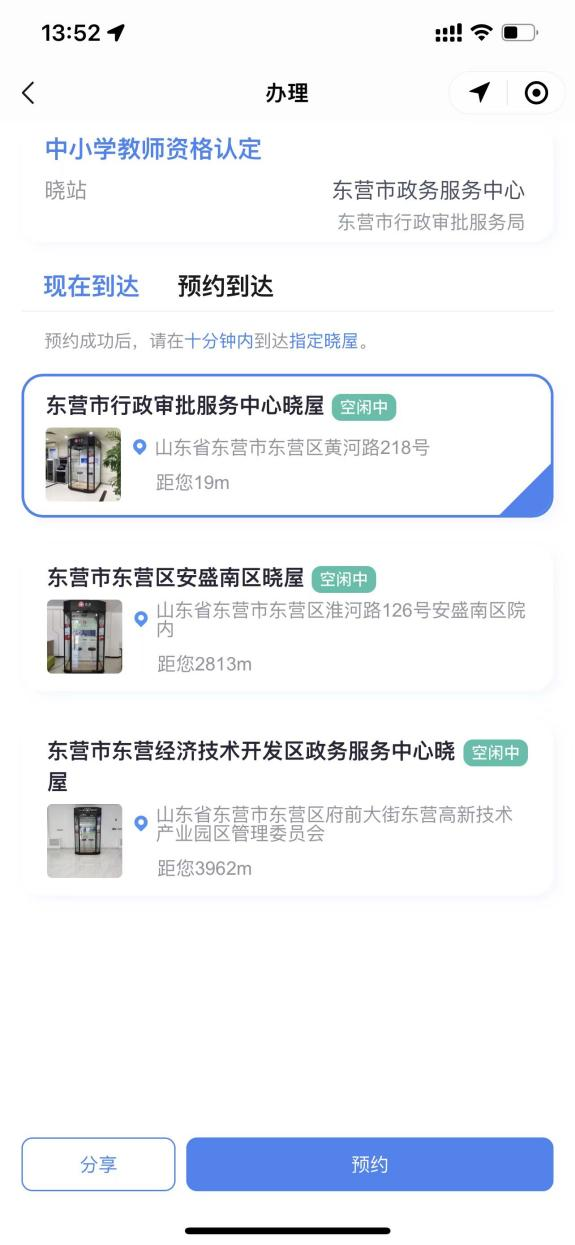 13:52
办理
中小学教师资格认定
晓站
东营市政务服务中心
东营市行政审批服务局
现在到达
预约到达
预约成功后，请在十分钟内到达指定晓屋。
东营市行政审批服务中心晓屋 空闲中
山东省东营市东营区黄河路218号
距您19m
东营市东营区安盛南区晓屋 空闲中
山东省东营市东营区淮河路126号安盛南区院
内
距您2813m
东营市东营经济技术开发区政务服务中心晓 空闲中
屋
山东省东营市东营区府前大街东营高新技术
产业园区管理委员会
距您3962m
分享
预约